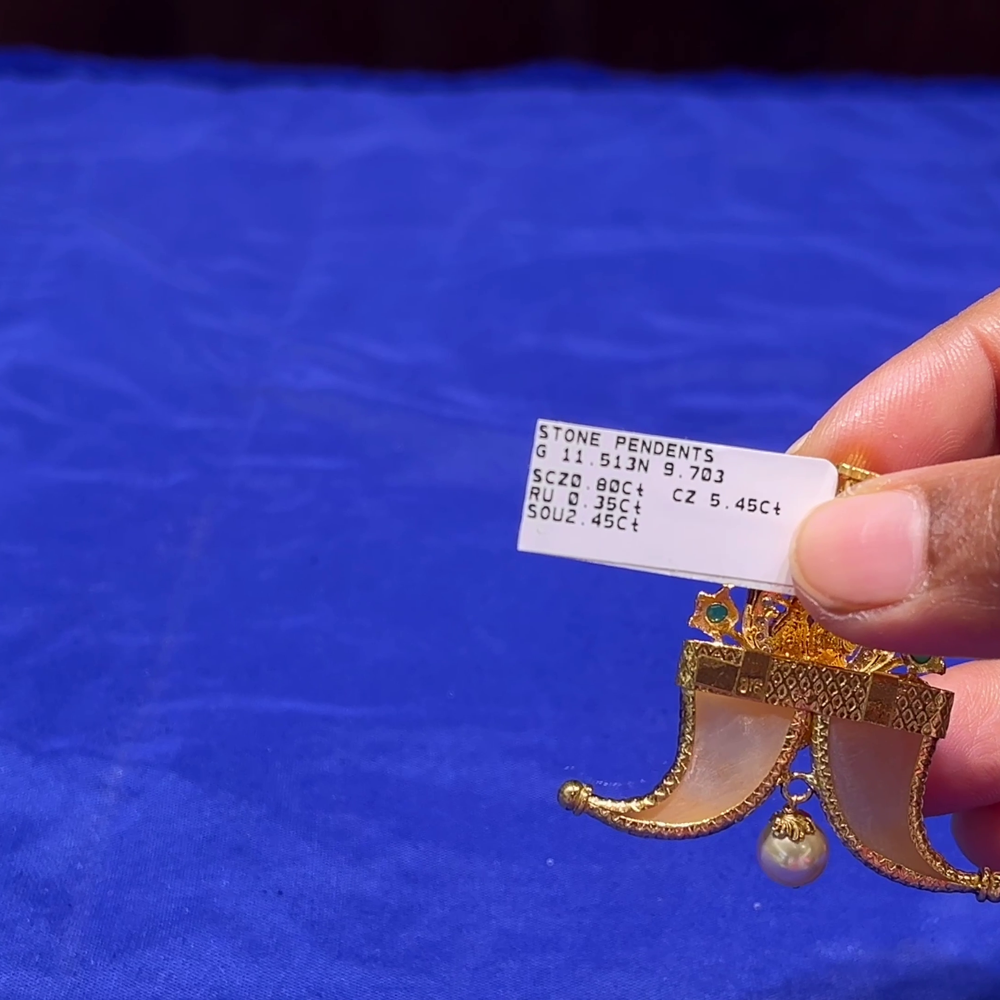 STONE PENDENTS
G 11.513N 9.703
SCZ0.80Ct CZ 5.45Ct
RU 0.35Ct
SOU2.45Ct